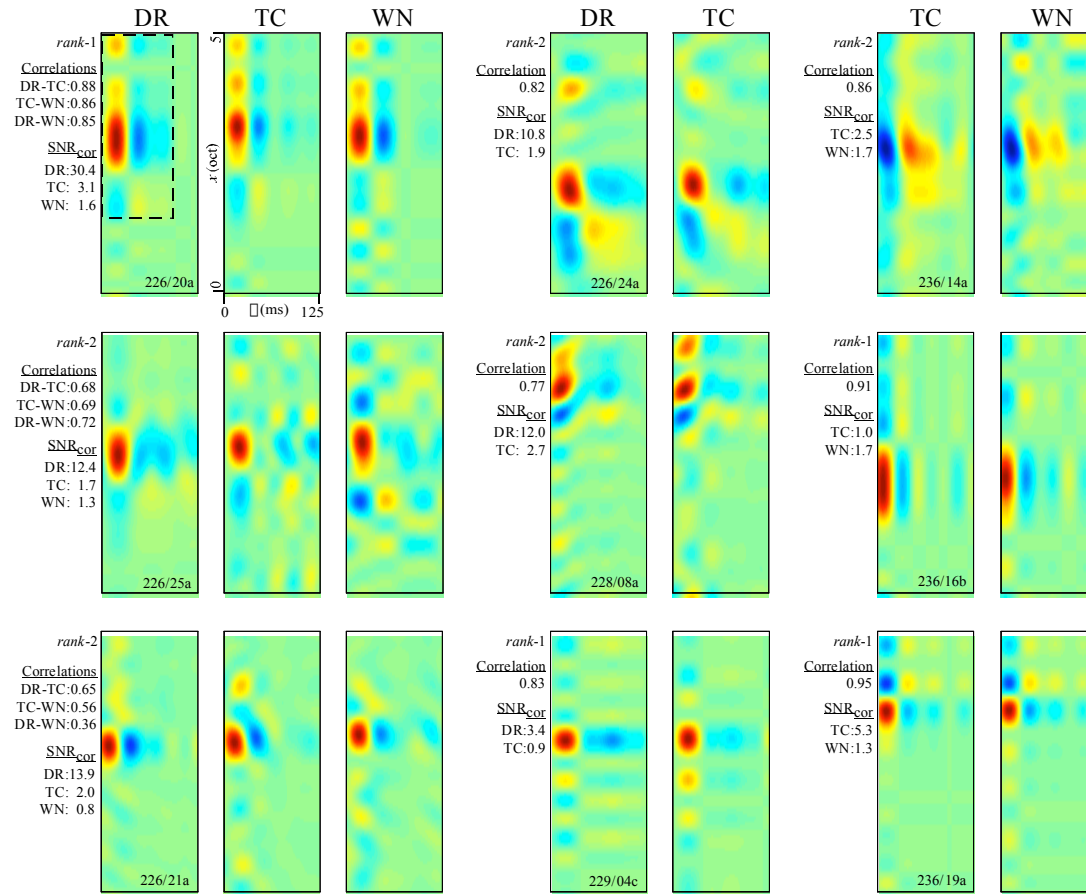 DR TC WN DR TC TC WN
rank-1
Correlations
DR-TC:0.88
TC-WN:0.86
DR-WN:0.85
SNRcor
DR:30.4
TC: 3.1
WN: 1.6
226/20a
5
x (oct)
0
0 (ms) 125
rank-2
Correlation
0.82
SNRcor
DR:10.8
TC: 1.9
226/24a
rank-2
Correlation
0.86
SNRcor
TC:2.5
WN:1.7
236/14a
rank-2
Correlations
DR-TC:0.68
TC-WN:0.69
DR-WN:0.72
SNRcor
DR:12.4
TC: 1.7
WN: 1.3
226/25a
rank-2
Correlation
0.77
SNRcor
DR:12.0
TC: 2.7
228/08a
rank-1
Correlation
0.91
SNRcor
TC:1.0
WN:1.7
236/16b
rank-2
Correlations
DR-TC:0.65
TC-WN:0.56
DR-WN:0.36
SNRcor
DR:13.9
TC: 2.0
WN: 0.8
226/21a
rank-1
Correlation
0.83
SNRcor
DR:3.4
TC:0.9
229/04c
rank-1
Correlation
0.95
SNRcor
TC:5.3
WN:1.3
236/19a